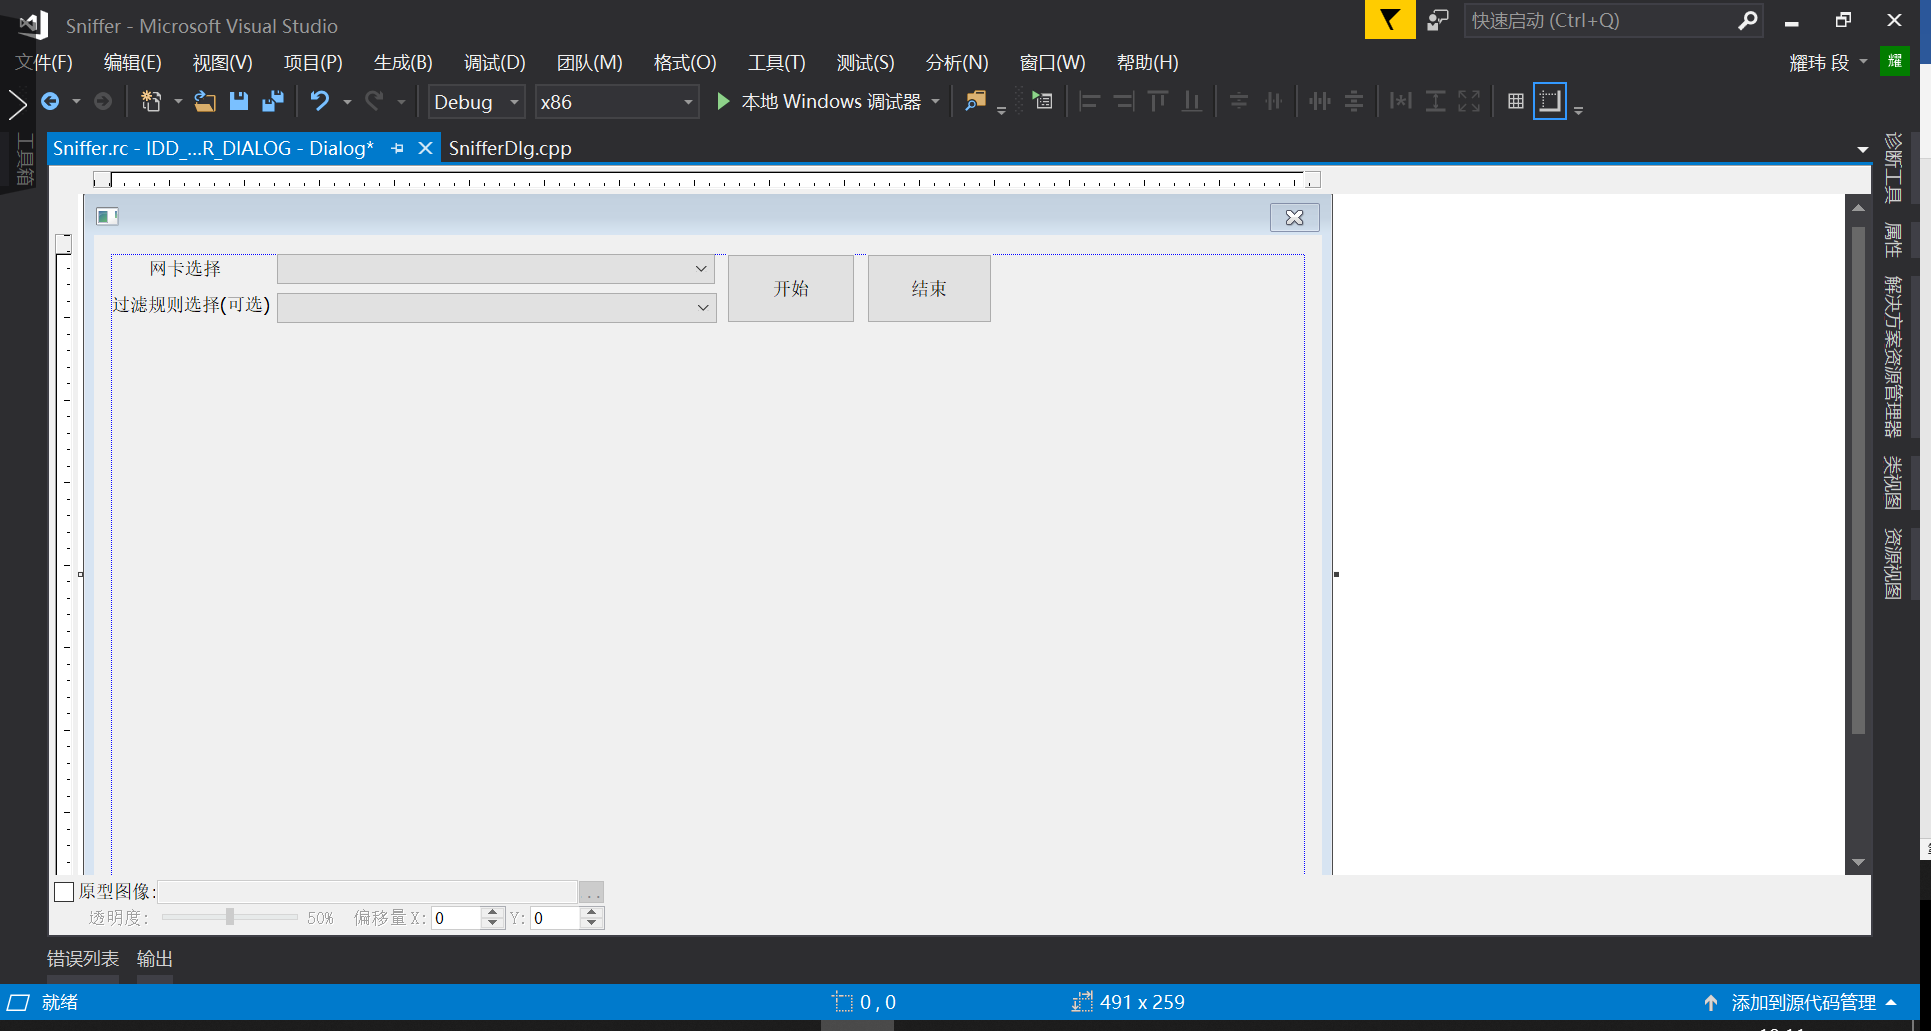 Sniffer - Microsoft Visual Studio
快速启动 (Ctrl+Q)
文件(F) 编辑(E) 视图(V) 项目(P) 生成(B) 调试(D) 团队(M) 格式(O) 工具(T) 测试(S) 分析(N) 窗口(W) 帮助(H)
耀玮 段
耀
Debug x86 本地 Windows 调试器
工具箱
Sniffer.rc - IDD_...R_DIALOG - Dialog* SnifferDlg.cpp
网卡选择
过滤规则选择(可选)
开始 结束
诊断工具
属性
解决方案资源管理器
类视图
资源视图
原型图像: ..
透明度: 50% 偏移量 X: 0 Y: 0
错误列表 输出
就绪 0 , 0 491 x 259 添加到源代码管理